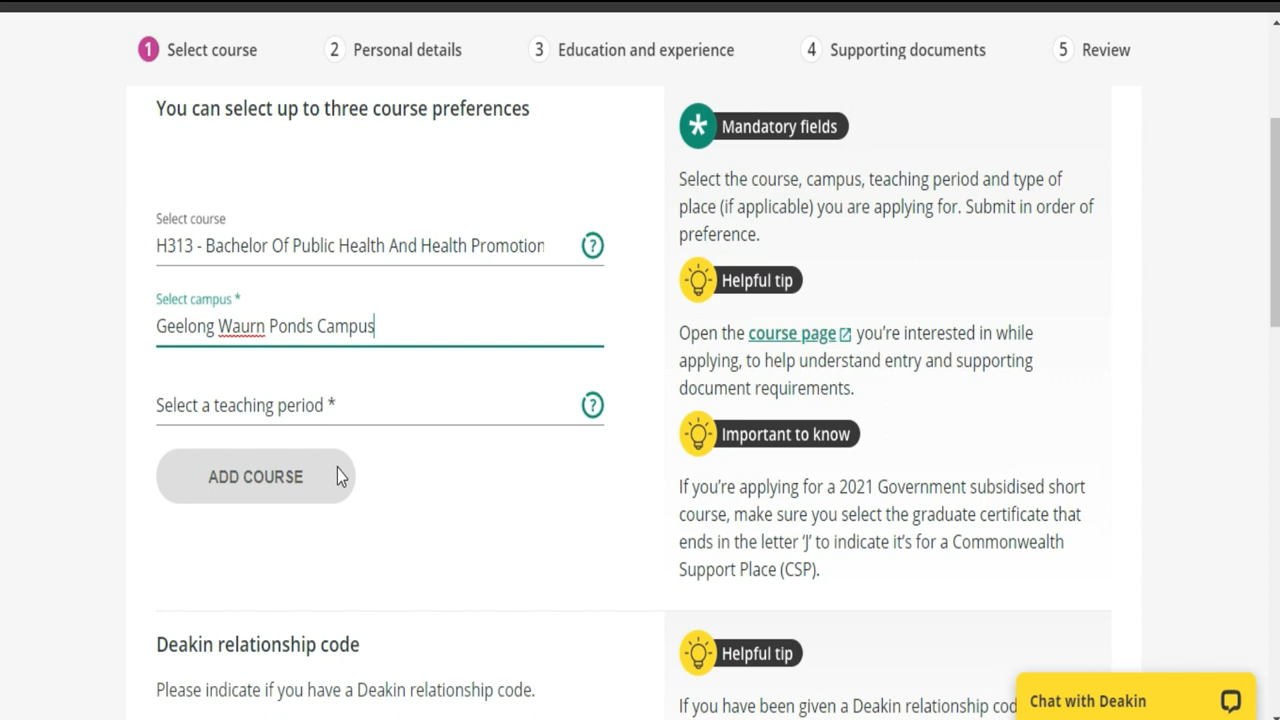 1 Select course 2 Personal details 3 Education and experience 4 Supporting documents 5 Review
You can select up to three course preferences
Select course
H313 - Bachelor Of Public Health And Health Promotion
Select campus *
Geelong Waurn Ponds Campus
Select a teaching period *
ADD COURSE
* Mandatory fields
Select the course, campus, teaching period and type of
place (if applicable) you are applying for. Submit in order of
preference.
Helpful tip
Open the course page you're interested in while
applying, to help understand entry and supporting
document requirements.
Important to know
If you're applying for a 2021 Government subsidised short
course, make sure you select the graduate certificate that
ends in the letter 'J' to indicate it's for a Commonwealth
Support Place (CSP).
Deakin relationship code
Please indicate if you have a Deakin relationship code.
Helpful tip
If you have been given a Deakin relationship
Chat with Deakin